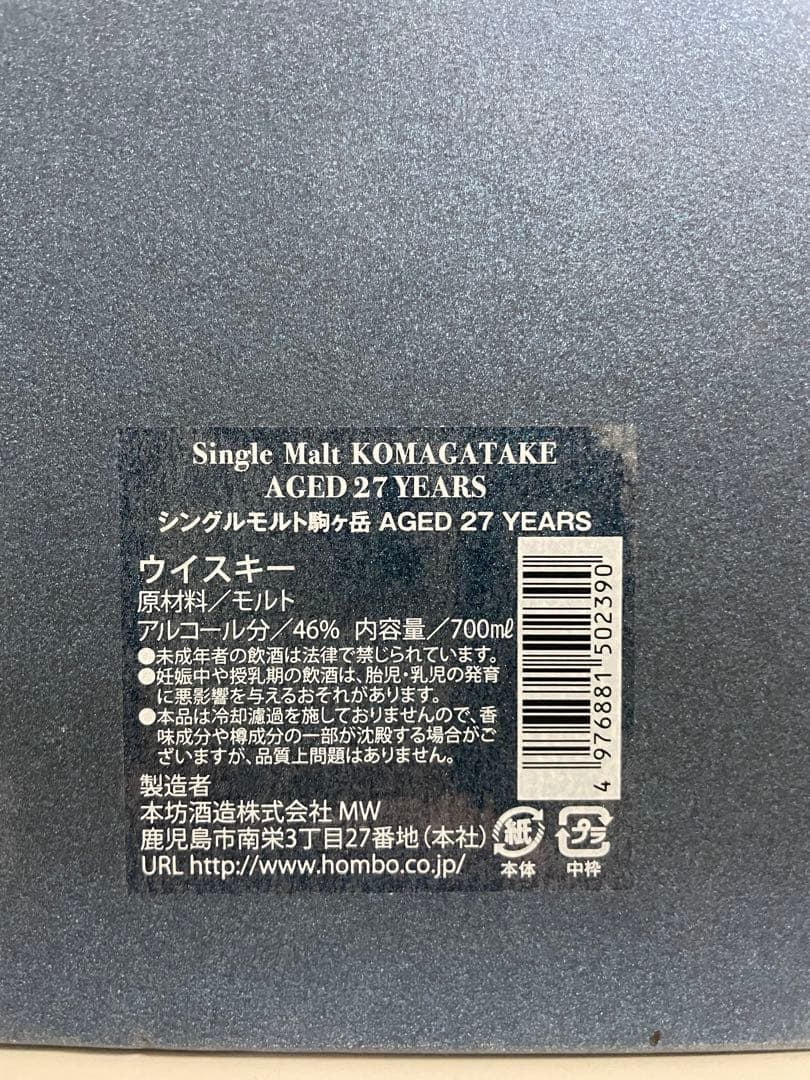 Single Malt KOMAGATAKE
AGED 27 YEARS
シングルモルト駒ヶ岳 AGED 27 YEARS
ウイスキー
原材料／モルト
アルコール分／46% 内容量／700㎖
●未成年者の飲酒は法律で禁じられています。
●妊娠中や授乳期の飲酒は、胎児・乳児の発育
に悪影響を与えるおそれがあります。
●本品は冷却濾過を施しておりませんので、香
味成分や樽成分の一部が沈殿する場合がご
ざいますが、品質上問題はありません。
製造者
本坊酒造株式会社 MW
鹿児島市南栄3丁目27番地（本社）
URL http://www.hombo.co.jp/
4 976881 502390
紙
本体
プラ
中枠